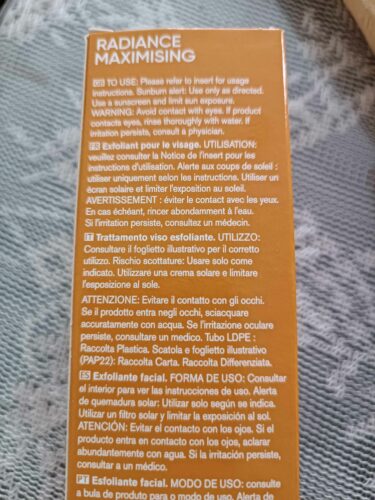 RADIANCE
MAXIMISING
TO USE: Please refer to insert for usage
instructions. Sunburn alert: Use only as directed.
Use a sunscreen and limit sun exposure.
WARNING: Avoid contact with eyes. If product
contacts eyes, rinse thoroughly with water. If
irritation persists, consult a physician.
FR Exfoliant pour le visage. UTILISATION:
veuillez consulter la Notice de l'insert pour les
instructions d'utilisation. Alerte aux coups de soleil :
utiliser uniquement selon les instructions. Utiliser un
écran solaire et limiter l'exposition au soleil.
AVERTISSEMENT : éviter le contact avec les yeux.
En cas échéant, rincer abondamment à l'eau.
Si l'irritation persiste, consultez un médecin.
IT Trattamento viso esfoliante. UTILIZZO:
Consultare il foglietto illustrativo per il corretto
utilizzo. Rischio scottature: Usare solo come
indicato. Utilizzare una crema solare e limitare
l'esposizione al sole.
ATTENZIONE: Evitare il contatto con gli occhi.
Se il prodotto entra negli occhi, sciacquare
accuratamente con acqua. Se l'irritazione oculare
persiste, consultare un medico. Tubo LDPE :
Raccolta Plastica. Scatola e foglietto illustrativo
(PAP22): Raccolta Carta. Raccolta Differenziata.
ES Exfoliante facial. FORMA DE USO: Consultar
el interior para ver las instrucciones de uso. Alerta
de quemadura solar: Utilizar solo según se indica.
Utilizar un filtro solar y limitar la exposición al sol.
ATENCIÓN: Evitar el contacto con los ojos. Si el
producto entra en contacto con los ojos, aclarar
abundantemente con agua. Si la irritación persiste,
consultar a un médico.
PT Esfoliante facial. MODO DE USO: consulte
a bula de produto para o modo de uso. Alerta de